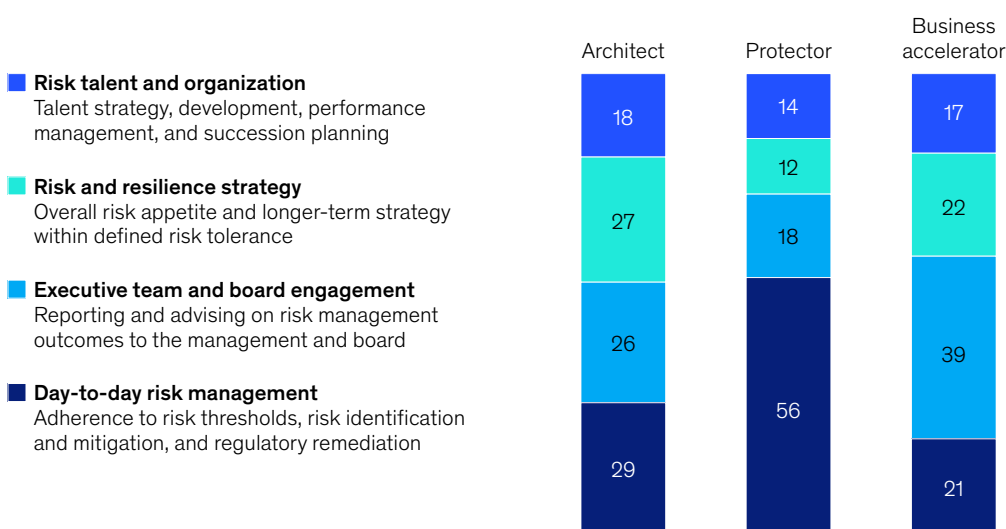 Business
Architect
Protector
accelerator
Risk talent and organization
Talent strategy, development, performance
management, and succession planning
18
14
17
Risk and resilience strategy
Overall risk appetite and longer-term strategy
within defined risk tolerance
27
12
22
Executive team and board engagement
Reporting and advising on risk management
outcomes to the management and board
26
18
39
Day-to-day risk management
Adherence to risk thresholds, risk identification
and mitigation, and regulatory remediation
29
56
21